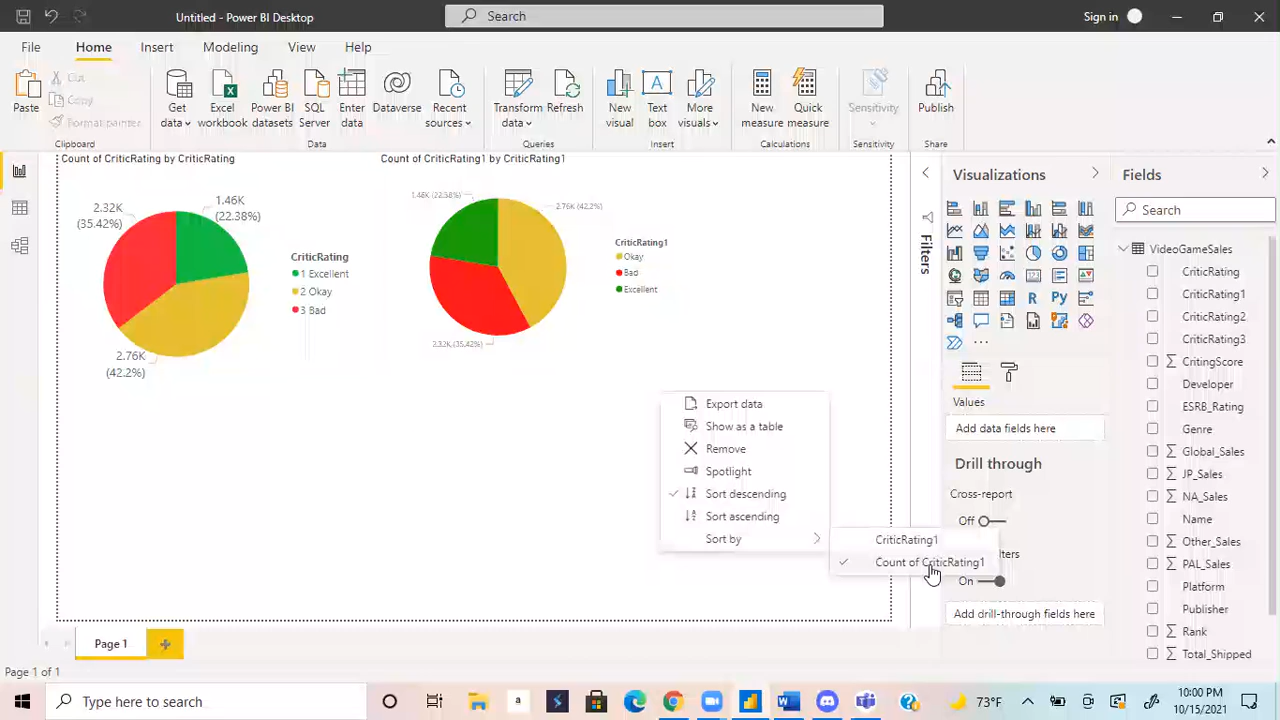 Untitled - Power BI Desktop
Search
Sign in
File Home Insert Modeling View Help
Paste
Cut
Copy
Format painter
Get data
Excel workbook
Power BI datasets
SQL Server
Enter data
Dataverse
Recent sources
Transform data
Refresh
New visual
Text box
More visuals
New measure
Quick measure
Sensitivity
Publish
Clipboard
Data
Queries
Insert
Calculations
Sensitivity
Share
Count of CriticRating by CriticRating
2.32K
(35.42%)
1.46K
(22.38%)
2.76K
(42.2%)
CriticRating
1 Excellent
2 Okay
3 Bad
Count of CriticRating1 by CriticRating1
1.46K (22.38%)
2.76K (42.2%)
2.32K (35.42%)
CriticRating1
Okay
Bad
Excellent
Export data
Show as a table
Remove
Spotlight
Sort descending
Sort ascending
Sort by
CriticRating1
Count of CriticRating1
Filters
Visualizations
R Py
123
Values
Add data fields here
Drill through
Cross-report
Off
On
Add drill-through fields here
Fields
Search
VideoGameSales
CriticRating
CriticRating1
CriticRating2
CriticRating3
CritingScore
Developer
ESRB_Rating
Genre
Global_Sales
JP_Sales
NA_Sales
Name
Other_Sales
PAL_Sales
Platform
Publisher
Rank
Total_Shipped
Page 1
Page 1 of 1
Type here to search
73°F
10:00 PM
10/15/2021